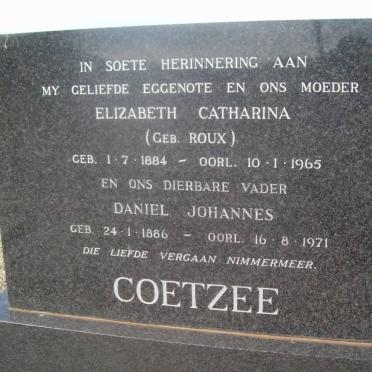 IN SOETE HERINNERING AAN
MY GELIEFDE EGGENOTE EN ONS MOEDER
ELIZABETH CATHARINA
(GEB. ROUX)
GEB. 1·7·1884 – OORL. 10·1·1965
EN ONS DIERBARE VADER
DANIEL JOHANNES
GEB. 24·1·1886 – OORL. 16·8·1971
DIE LIEFDE VERGAAN NIMMERMEER.
COETZEE